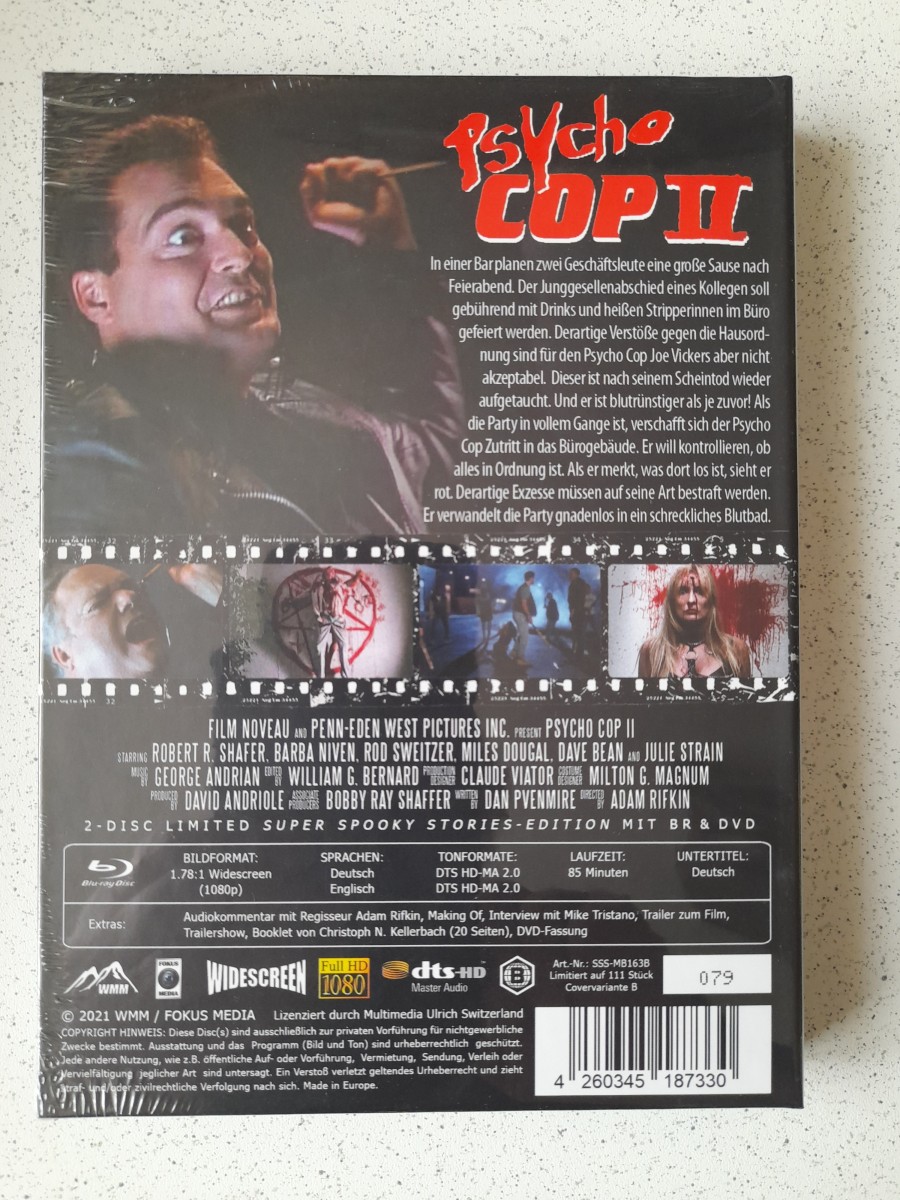 Psycho
COP II
In einer Bar planen zwei Geschäftsleute eine große Sause nach
Feierabend. Der Junggesellenabschied eines Kollegen soll
gebührend mit Drinks und heißen Stripperinnen im Büro
gefeiert werden. Derartige Verstöße gegen die Hausord-
nung sind für den Psycho Cop Joe Vickers aber nicht
akzeptabel. Dieser ist nach seinem Scheintod wieder
aufgetaucht. Und er ist blutrünstiger als je zuvor! Als
die Party in vollem Gange ist, verschafft sich der Psycho
Cop Zutritt in das Bürogebäude. Er will kontrollieren, ob
alles in Ordnung ist. Als er merkt, was dort los ist, sieht er
rot. Derartige Exzesse müssen auf seine Art bestraft werden.
Er verwandelt die Party gnadenlos in ein schreckliches Blutbad.
32 33 34
32
FILM NOVEAU AND PENN-EDEN WEST PICTURES INC. PRESENT PSYCHO COP II
STARRING ROBERT R. SHAFER, BARBA NIVEN, ROD SWEITZER, MILES DOUGAL, DAVE BEAN AND JULIE STRAIN
MUSIC BY GEORGE ANDRIAN EDITED BY WILLIAM G. BERNARD PRODUCTION DESIGNER CLAUDE VIATOR COSTUME DESIGNER MILTON G. MAGNUM
PRODUCED BY DAVID ANDRIOLE ASSOCIATE PRODUCERS BOBBY RAY SHAFFER WRITTEN BY DAN PVENMIRE DIRECTED BY ADAM RIFKIN
2-DISC LIMITED SUPER SPOOKY STORIES-EDITION MIT BR & DVD
Blu-ray Disc
BILDFORMAT: SPRACHEN: TONFORMATE: LAUFZEIT: UNTERTITEL:
1.78:1 Widescreen Deutsch DTS HD-MA 2.0 85 Minuten Deutsch
(1080p) Englisch DTS HD-MA 2.0
Extras: Audiokommentar mit Regisseur Adam Rifkin, Making Of, Interview mit Mike Tristano, Trailer zum Film,
Trailershow, Booklet von Christoph N. Kellerbach (20 Seiten), DVD-Fassung
WMM
FOKUS MEDIA
WIDESCREEN
Full HD
1080
dts-HD
Master Audio
B
Art.-Nr.: SSS-MB163B
Limitiert auf 111 Stück
Covervariante B
079
© 2021 WMM / FOKUS MEDIA Lizenziert durch Multimedia Ulrich Switzerland
COPYRIGHT HINWEIS: Diese Disc(s) sind ausschließlich zur privaten Vorführung für nichtgewerbliche
Zwecke bestimmt. Ausstattung und das Programm (Bild und Ton) sind urheberrechtlich geschützt.
Jede andere Nutzung, wie z.B. öffentliche Auf- oder Vorführung, Vermietung, Sendung, Verleih oder
Vervielfältigung jeglicher Art sind untersagt. Ein Verstoß verletzt geltendes Urheberrecht und zieht
straf- und/oder zivilrechtliche Verfolgung nach sich. Made in Europe.
4 260345 187330